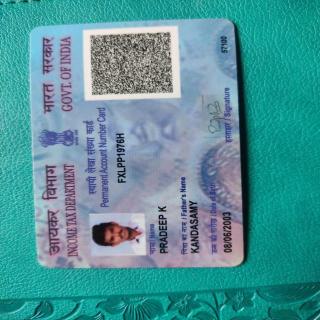 आयकर विभाग
INCOME TAX DEPARTMENT
भारत सरकार
GOVT. OF INDIA
स्थायी लेखा संख्या कार्ड
Permanent Account Number Card
FXLPP1976H
नाम / Name
PRADEEP K
पिता का नाम / Father's Name
KANDASAMY
जन्म की तारीख / Date of Birth
08/06/2003
हस्ताक्षर / Signature
57100